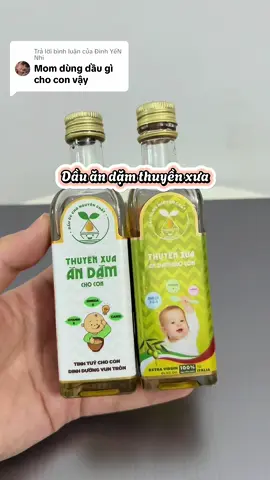 Trả lời bình luận của Đinh YếN
Nhi
Mom dùng dầu gì
cho con vậy
Dầu ăn dặm thuyền xưa
THUYỀN XƯA
ĂN DẶM
CHO CON
TINH TUÝ CHO CON
DINH DƯỠNG VUN TRÒN
THUYỀN XƯA
EXTRA VIRGIN
100%
ITALIA